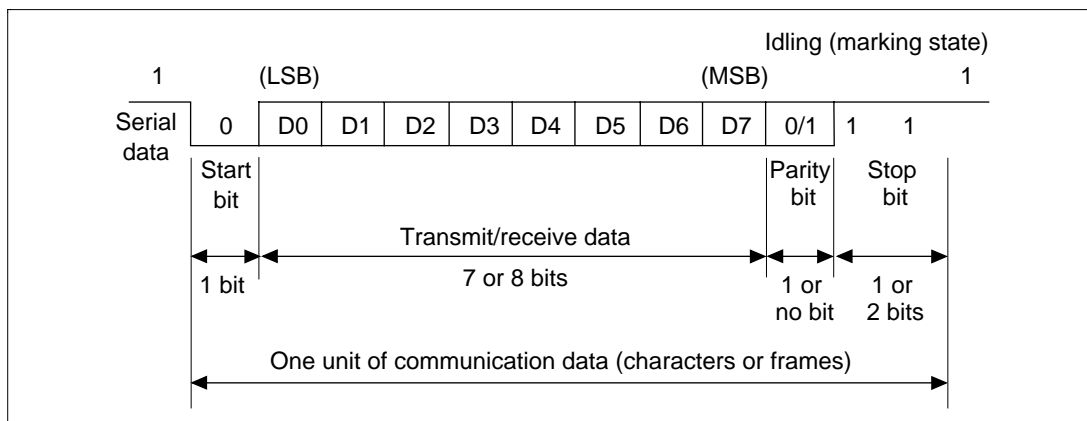 Idling (marking state)
1 (LSB) (MSB) 1
Serial data
0 D0 D1 D2 D3 D4 D5 D6 D7 0/1 1 1
Start bit
Parity bit
Stop bit
Transmit/receive data
1 bit
7 or 8 bits
1 or no bit
1 or 2 bits
One unit of communication data (characters or frames)